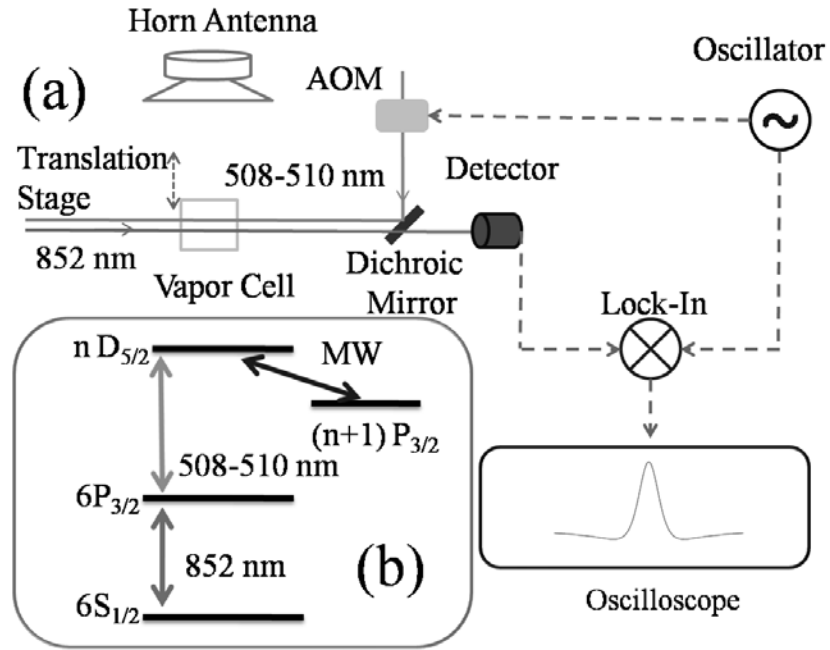 Horn Antenna
(a)
AOM
Oscillator
~
Translation
Stage
508-510 nm
Detector
852 nm
Vapor Cell
Dichroic
Mirror
Lock-In
n D5/2
MW
(n+1) P3/2
508-510 nm
6P3/2
852 nm
(b)
6S1/2
Oscilloscope